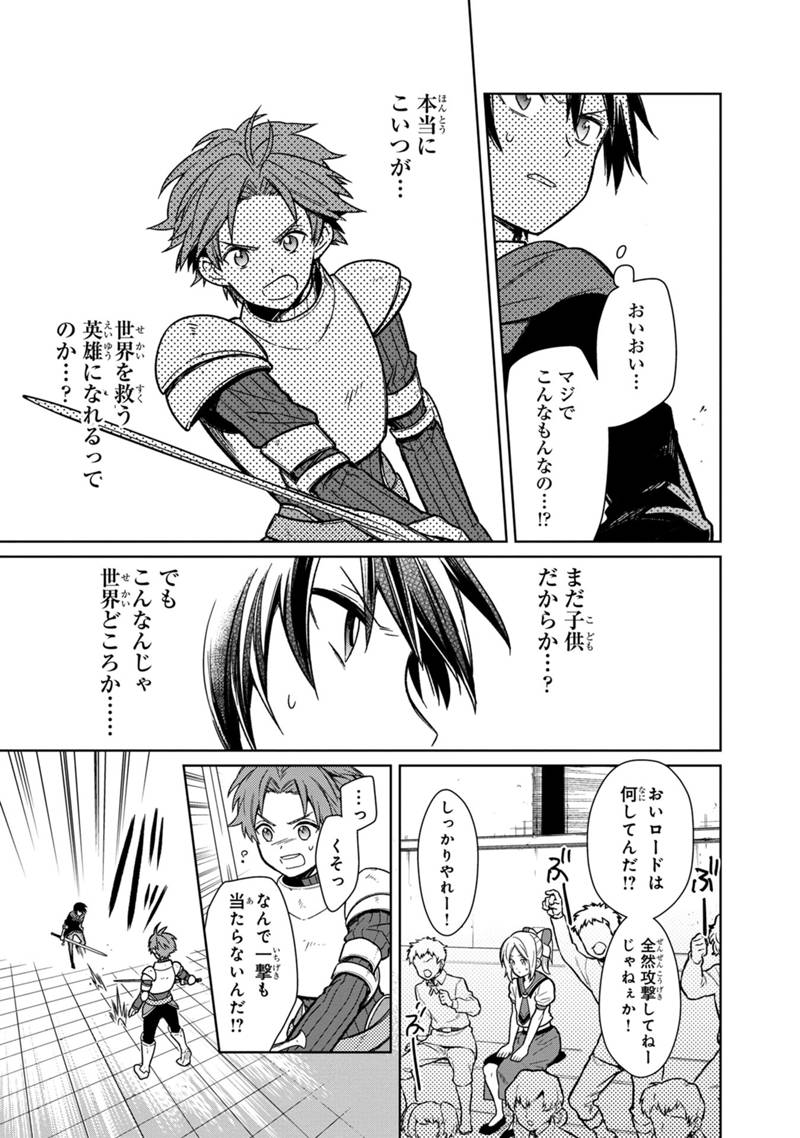 おいおい…
マジで
こんなもんなの…!?
本当に
こいつが…
世界を救う
英雄になれるって
のか…?
まだ子供
だからか…?
でも
こんなんじゃ
世界どころか……
おいロードは
何してんだ!?
全然攻撃してねー
じゃねぇか!
しっかりやれー!
ぶー
ぶー
…っ
くそっ
なんで一撃も
当たらないんだ!?
?